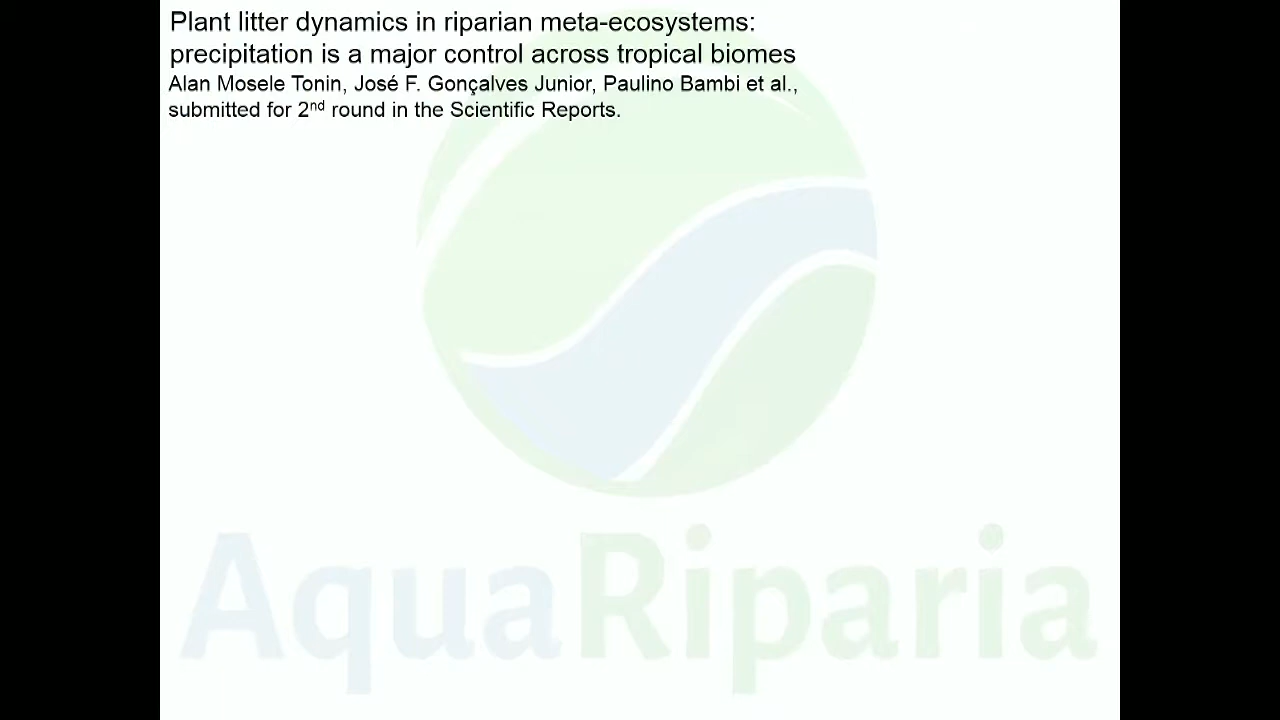 Plant litter dynamics in riparian meta-ecosystems:
precipitation is a major control across tropical biomes
Alan Mosele Tonin, José F. Gonçalves Junior, Paulino Bambi et al.,
submitted for 2nd round in the Scientific Reports.
AquaRiparia